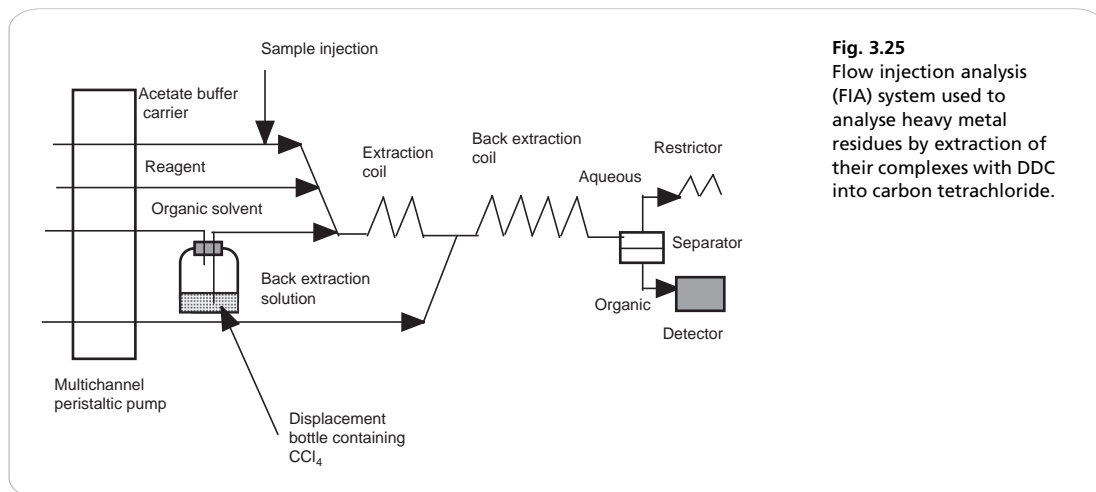 Sample injection
Acetate buffer
carrier
Reagent
Organic solvent
Back extraction
solution
Extraction
coil
Back extraction
coil
Aqueous
Restrictor
Separator
Organic
Detector
Multichannel
peristaltic pump
Displacement
bottle containing
CCl₄
Fig. 3.25
Flow injection analysis
(FIA) system used to
analyse heavy metal
residues by extraction of
their complexes with DDC
into carbon tetrachloride.